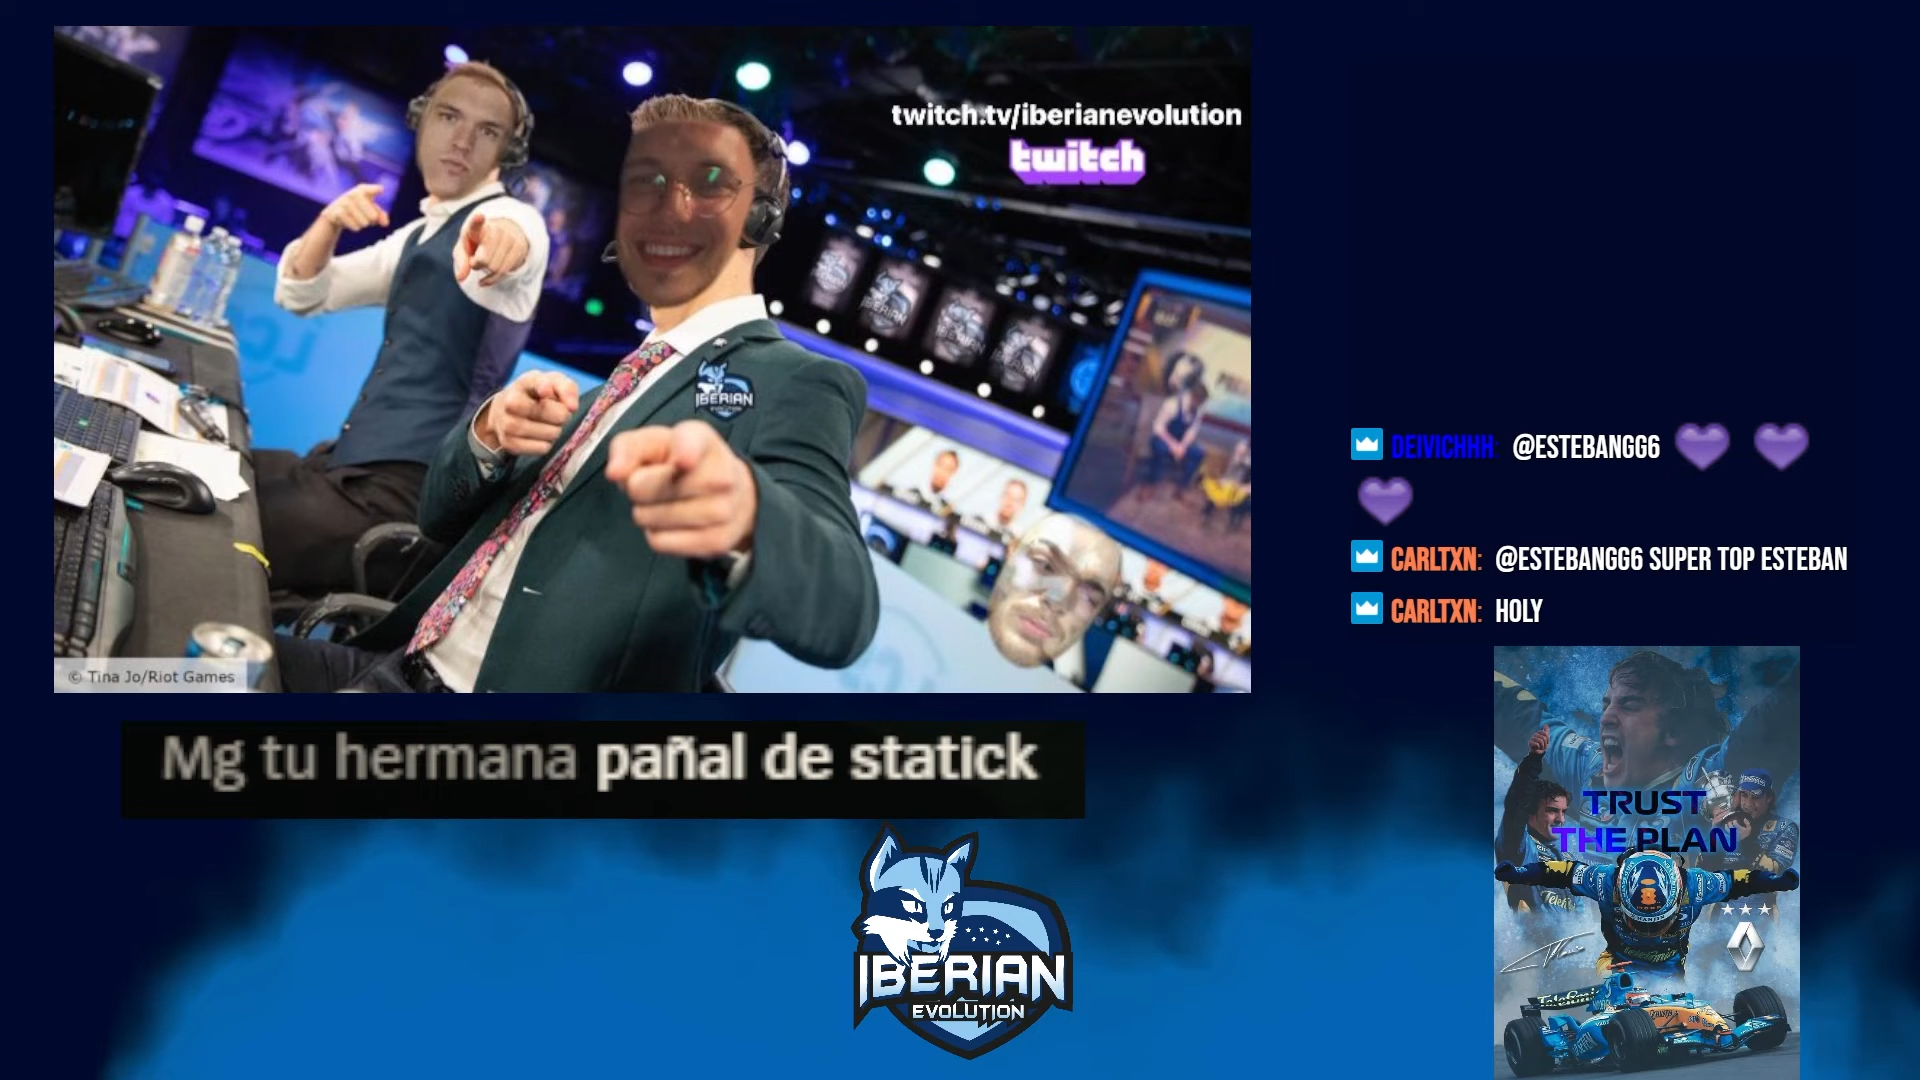 twitch.tv/iberianevolution
twitch
IBERIAN
EVOLUTION
© Tina Jo/Riot Games
DEIVICHHH: @ESTEBANGG6
CARLTXN: @ESTEBANGG6 SUPER TOP ESTEBAN
CARLTXN: HOLY
Mg tu hermana pañal de statick
TRUST
THE PLAN
IBERIAN
EVOLUTION